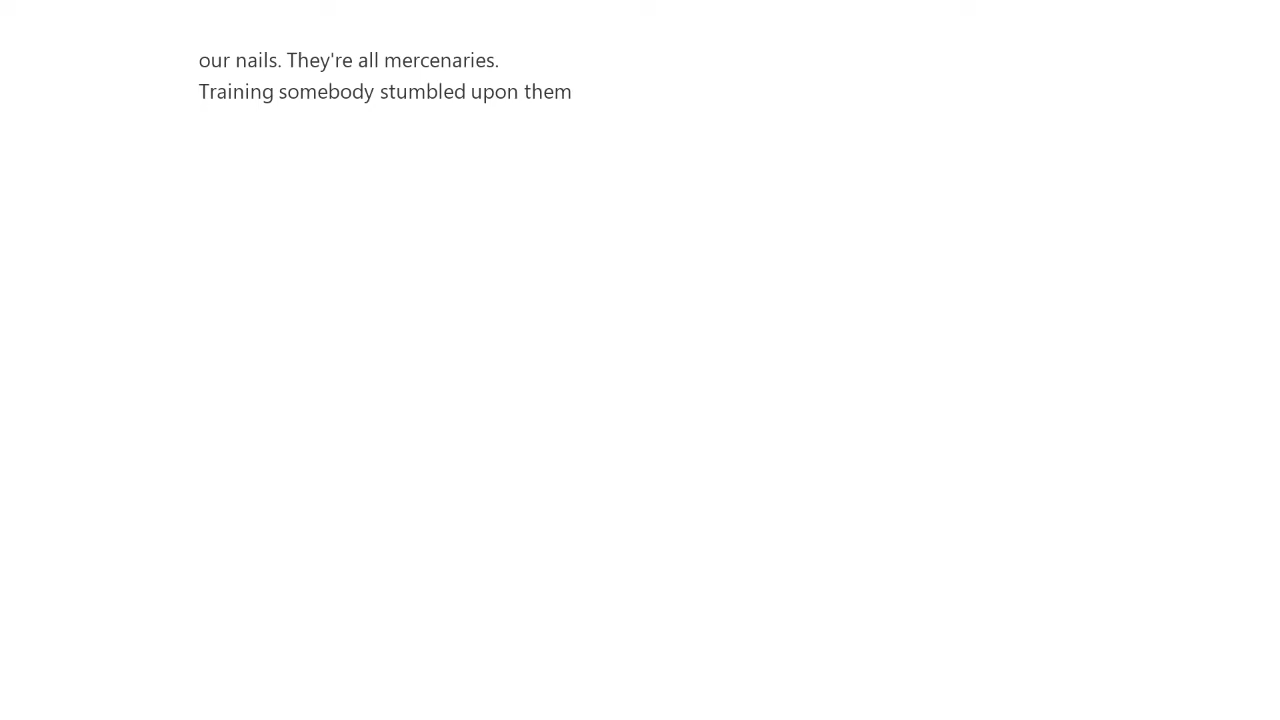 our nails. They're all mercenaries.
Training somebody stumbled upon them